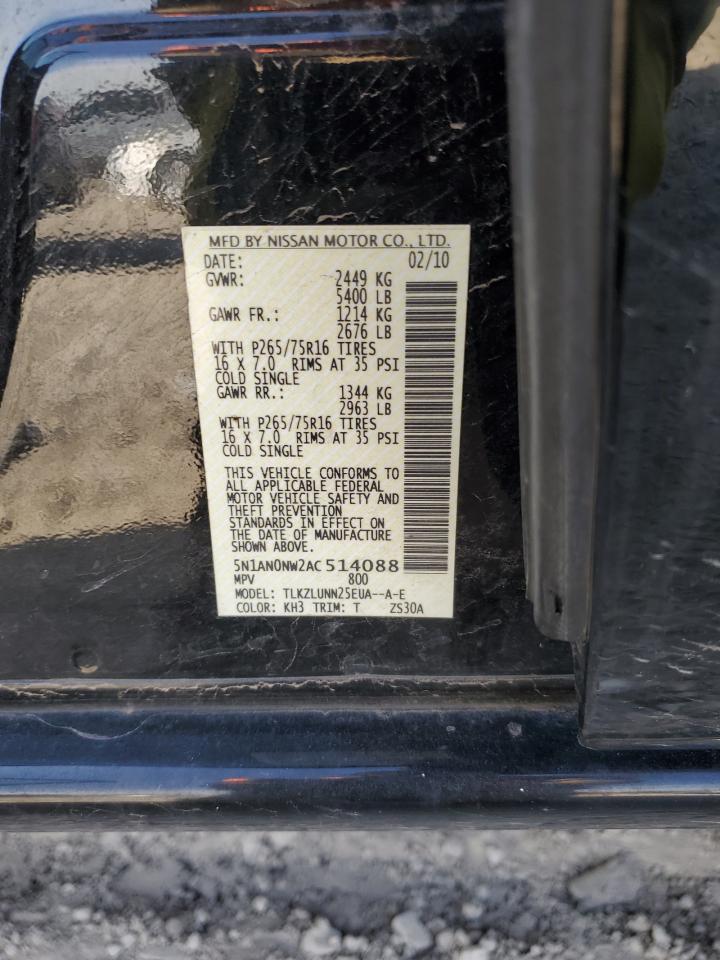 MFD BY NISSAN MOTOR CO., LTD.
DATE: 02/10
GVWR: 2449 KG
5400 LB
GAWR FR.: 1214 KG
2676 LB
WITH P265/75R16 TIRES
16 X 7.0 RIMS AT 35 PSI
COLD SINGLE
GAWR RR.: 1344 KG
2963 LB
WITH P265/75R16 TIRES
16 X 7.0 RIMS AT 35 PSI
COLD SINGLE
THIS VEHICLE CONFORMS TO
ALL APPLICABLE FEDERAL
MOTOR VEHICLE SAFETY AND
THEFT PREVENTION
STANDARDS IN EFFECT ON
THE DATE OF MANUFACTURE
SHOWN ABOVE.
5N1AN0NW2AC514088
MPV 800
MODEL: TLKZLUNN25EUA--A-E
COLOR: KH3 TRIM: T ZS30A